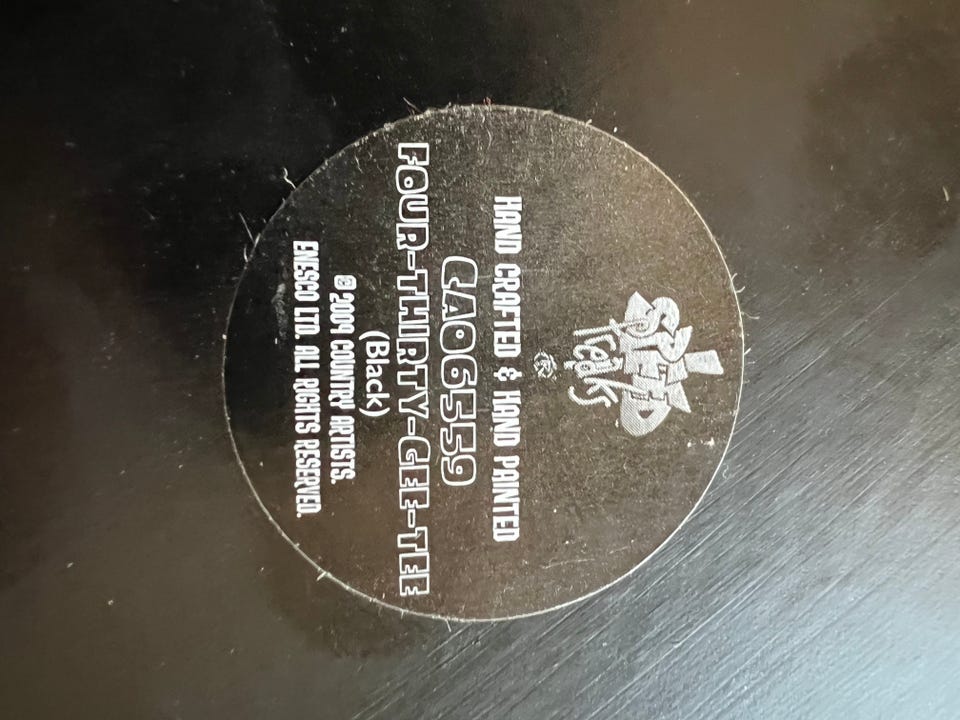 SPEED
freaks
®
HAND CRAFTED & HAND PAINTED
CA06559
FOUR-THIRTY-GEE-TEE
(Black)
© 2009 COUNTRY ARTISTS.
ENESCO LTD. ALL RIGHTS RESERVED.